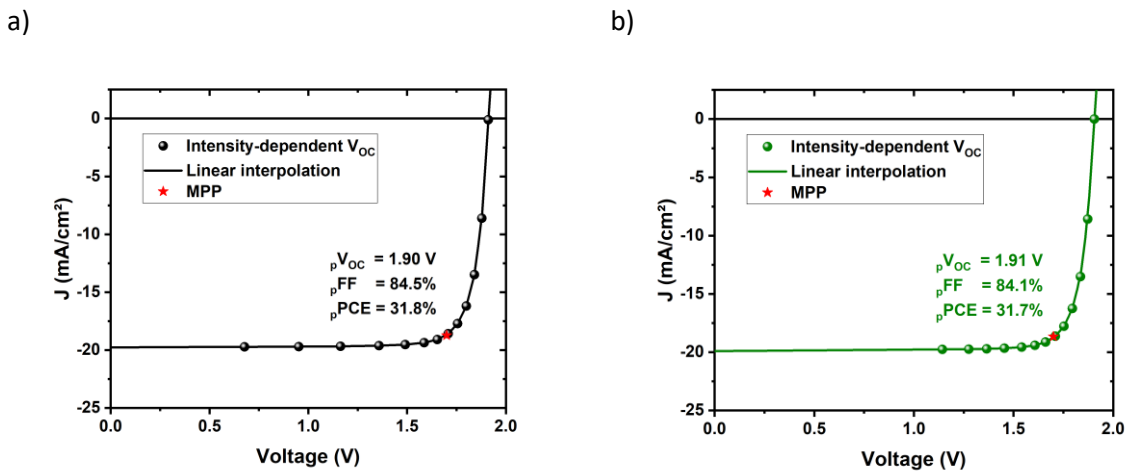 a)
b)
0
-5
-10
-15
-20
-25
0.0
0.5
1.0
1.5
2.0
J (mA/cm²)
Voltage (V)
Intensity-dependent VOC
Linear interpolation
MPP
pVOC = 1.90 V
pFF = 84.5%
pPCE = 31.8%
0
-5
-10
-15
-20
-25
0.0
0.5
1.0
1.5
2.0
J (mA/cm²)
Voltage (V)
Intensity-dependent VOC
Linear interpolation
MPP
pVOC = 1.91 V
pFF = 84.1%
pPCE = 31.7%